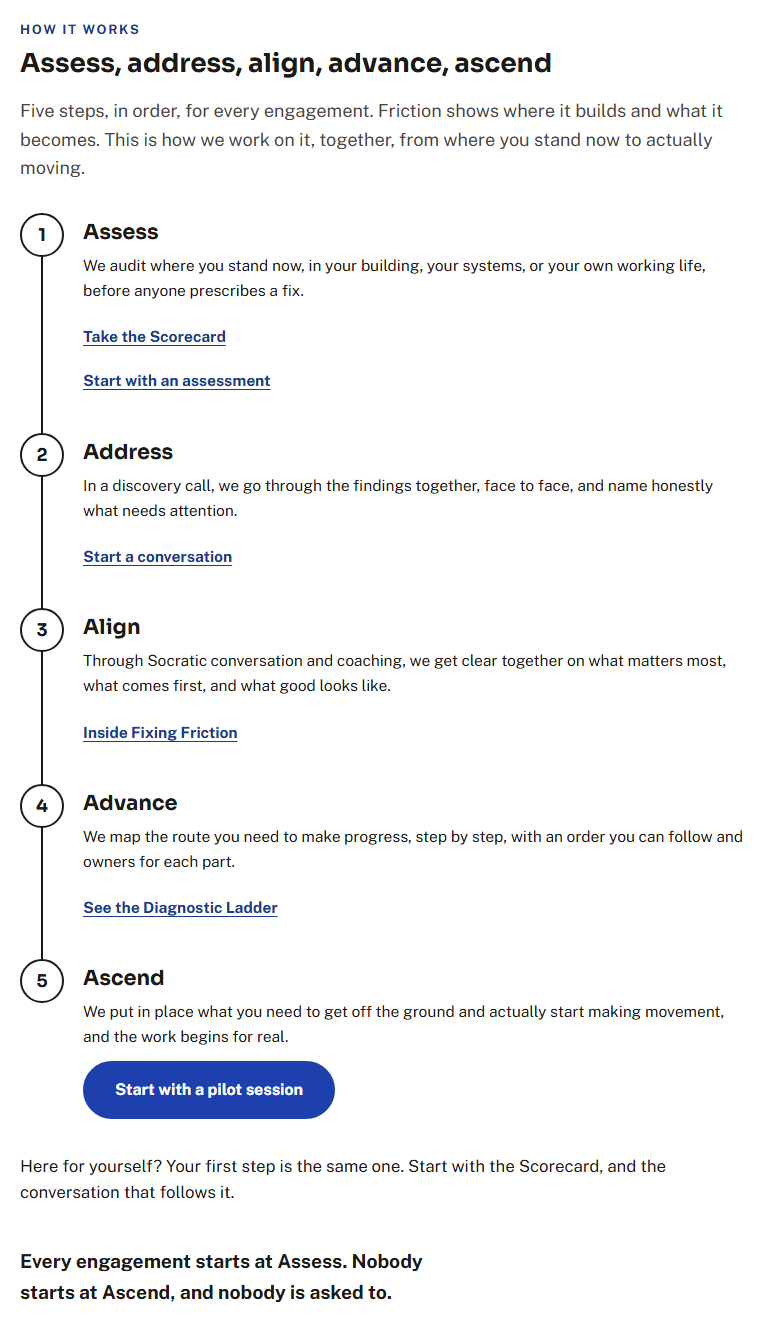 HOW IT WORKS
Assess, address, align, advance, ascend
Five steps, in order, for every engagement. Friction shows where it builds and what it
becomes. This is how we work on it, together, from where you stand now to actually
moving.
1
Assess
We audit where you stand now, in your building, your systems, or your own working life,
before anyone prescribes a fix.
Take the Scorecard
Start with an assessment
2
Address
In a discovery call, we go through the findings together, face to face, and name honestly
what needs attention.
Start a conversation
3
Align
Through Socratic conversation and coaching, we get clear together on what matters most,
what comes first, and what good looks like.
Inside Fixing Friction
4
Advance
We map the route you need to make progress, step by step, with an order you can follow and
owners for each part.
See the Diagnostic Ladder
5
Ascend
We put in place what you need to get off the ground and actually start making movement,
and the work begins for real.
Start with a pilot session
Here for yourself? Your first step is the same one. Start with the Scorecard, and the
conversation that follows it.
Every engagement starts at Assess. Nobody
starts at Ascend, and nobody is asked to.